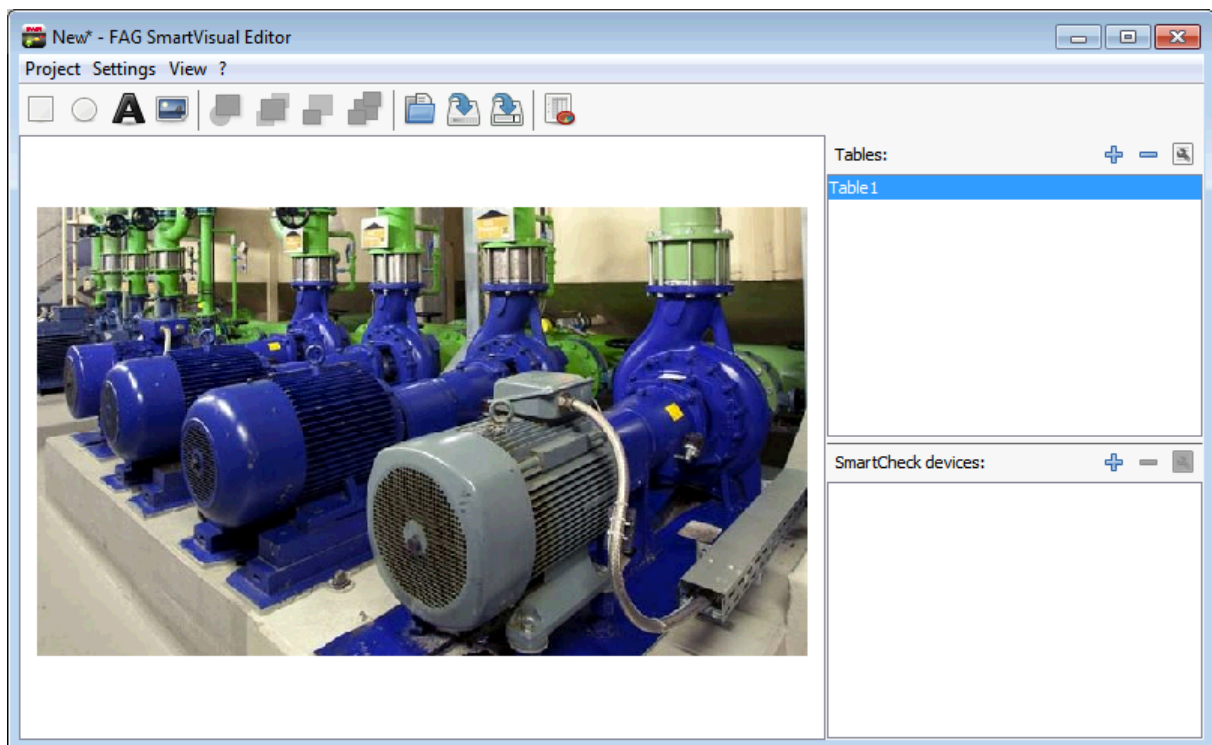 New* - FAG SmartVisual Editor
Project Settings View ?
A
Tables:
Table1
SmartCheck devices: